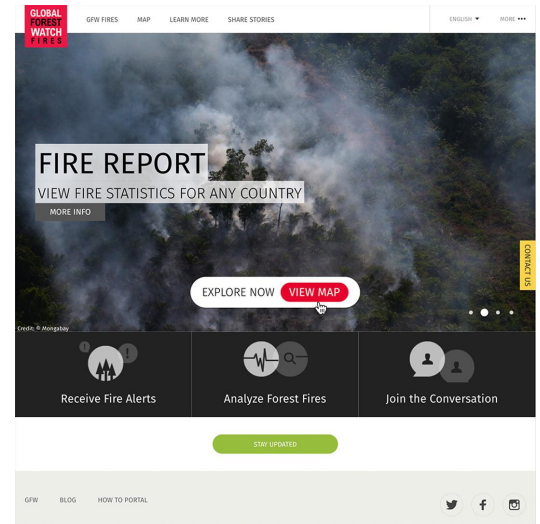 GLOBAL
FOREST
WATCH
FIRES
GFW FIRES
MAP
LEARN MORE
SHARE STORIES
ENGLISH
MORE
FIRE REPORT
VIEW FIRE STATISTICS FOR ANY COUNTRY
MORE INFO
CONTACT US
EXPLORE NOW VIEW MAP
Credit: © Mongabay
Receive Fire Alerts
Analyze Forest Fires
Join the Conversation
STAY UPDATED
GFW
BLOG
HOW TO PORTAL